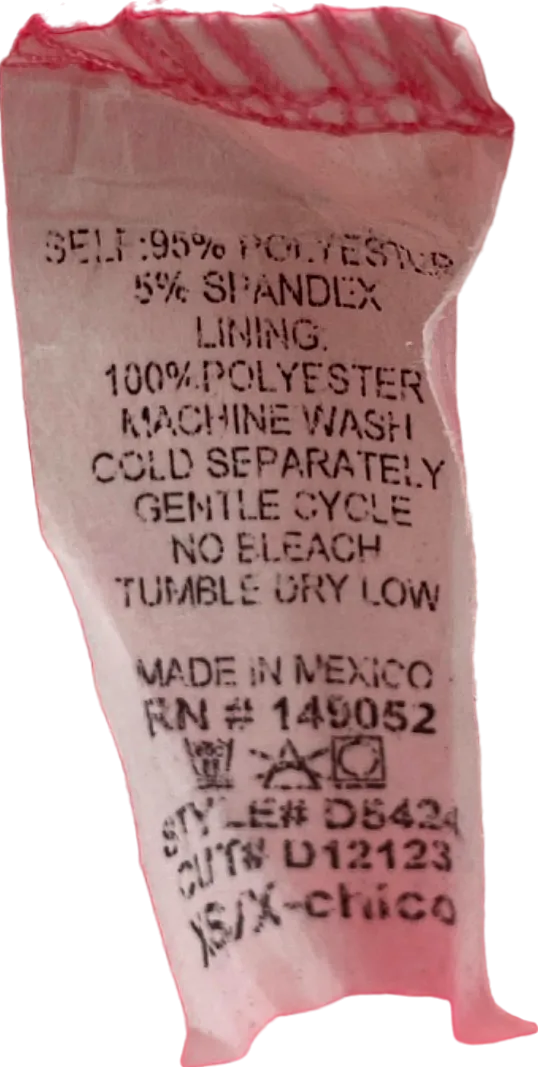 SELF:95% POLYESTER
5% SPANDEX
LINING:
100%.POLYESTER
MACHINE WASH
COLD SEPARATELY
GENTLE CYCLE
NO BLEACH
TUMBLE DRY LOW
MADE IN MEXICO
RN # 149052
STYLE# D5424
CUT# D12123
XS/X-chico